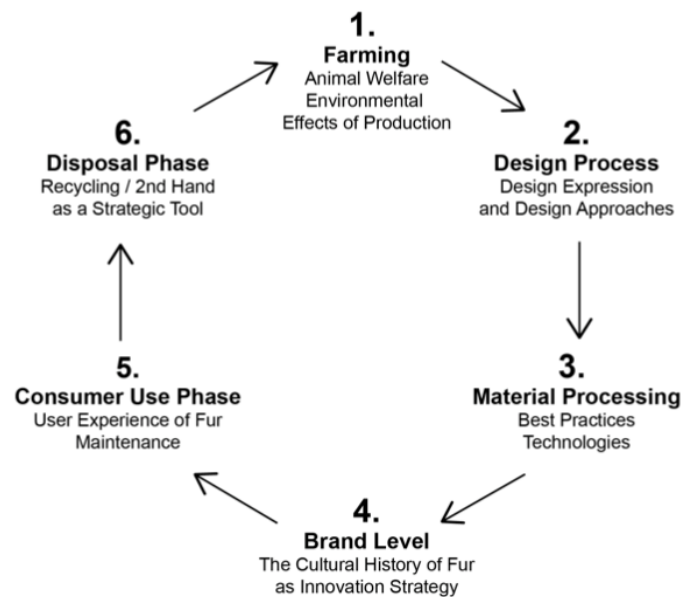 1.
Farming
Animal Welfare
Environmental
Effects of Production
2.
Design Process
Design Expression
and Design Approaches
3.
Material Processing
Best Practices
Technologies
4.
Brand Level
The Cultural History of Fur
as Innovation Strategy
5.
Consumer Use Phase
User Experience of Fur
Maintenance
6.
Disposal Phase
Recycling / 2nd Hand
as a Strategic Tool